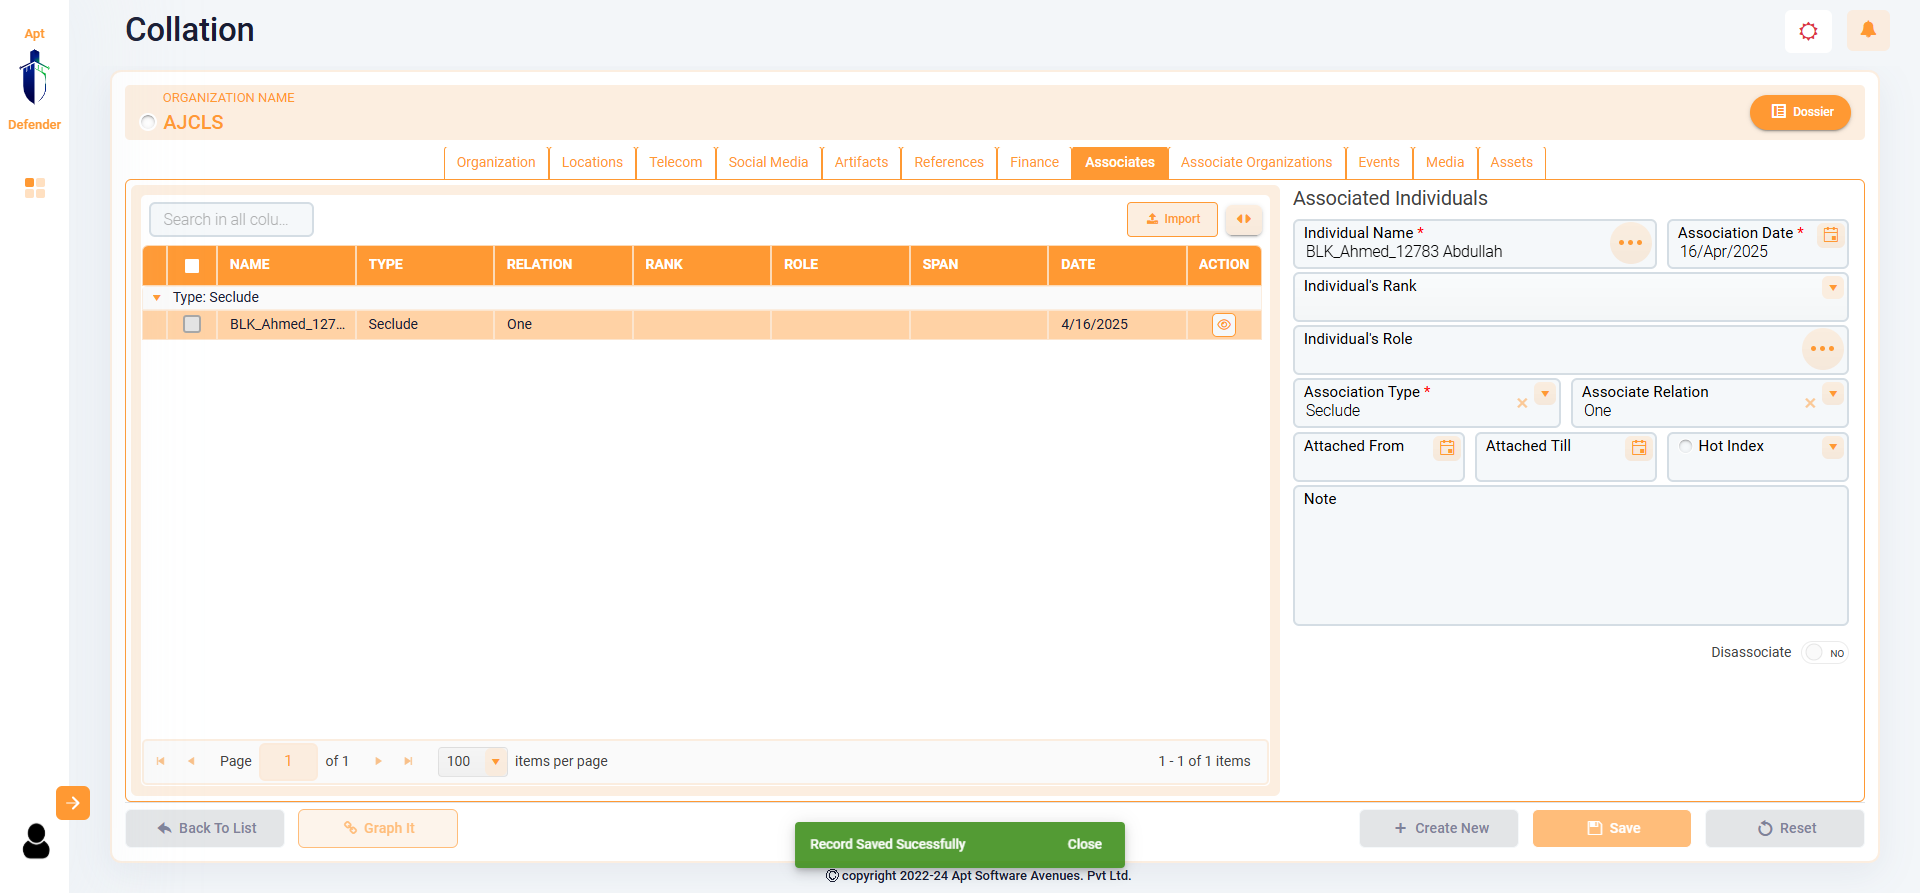 Apt
Defender
Collation
ORGANIZATION NAME
AJCLS
Dossier
Organization
Locations
Telecom
Social Media
Artifacts
References
Finance
Associates
Associate Organizations
Events
Media
Assets
Search in all colu...
Import
NAME
TYPE
RELATION
RANK
ROLE
SPAN
DATE
ACTION
Type: Seclude
BLK_Ahmed_127...
Seclude
One
4/16/2025
Page
1
of 1
100
items per page
1 - 1 of 1 items
Associated Individuals
Individual Name *
BLK_Ahmed_12783 Abdullah
Association Date *
16/Apr/2025
Individual's Rank
Individual's Role
Association Type *
Seclude
Associate Relation
One
Attached From
Attached Till
Hot Index
Note
Disassociate
NO
Back To List
Graph It
Create New
Save
Reset
Record Saved Sucessfully
Close
© copyright 2022-24 Apt Software Avenues. Pvt Ltd.